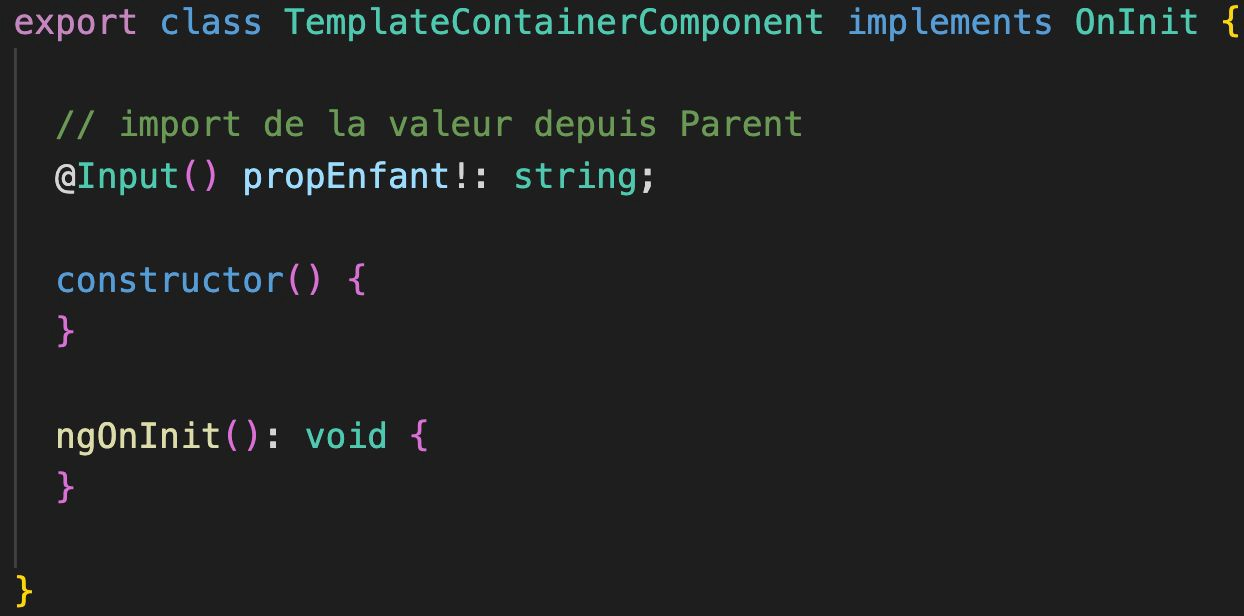 export class TemplateContainerComponent implements OnInit {
// import de la valeur depuis Parent
@Input() propEnfant!: string;
constructor() {
}
ngOnInit(): void {
}
}